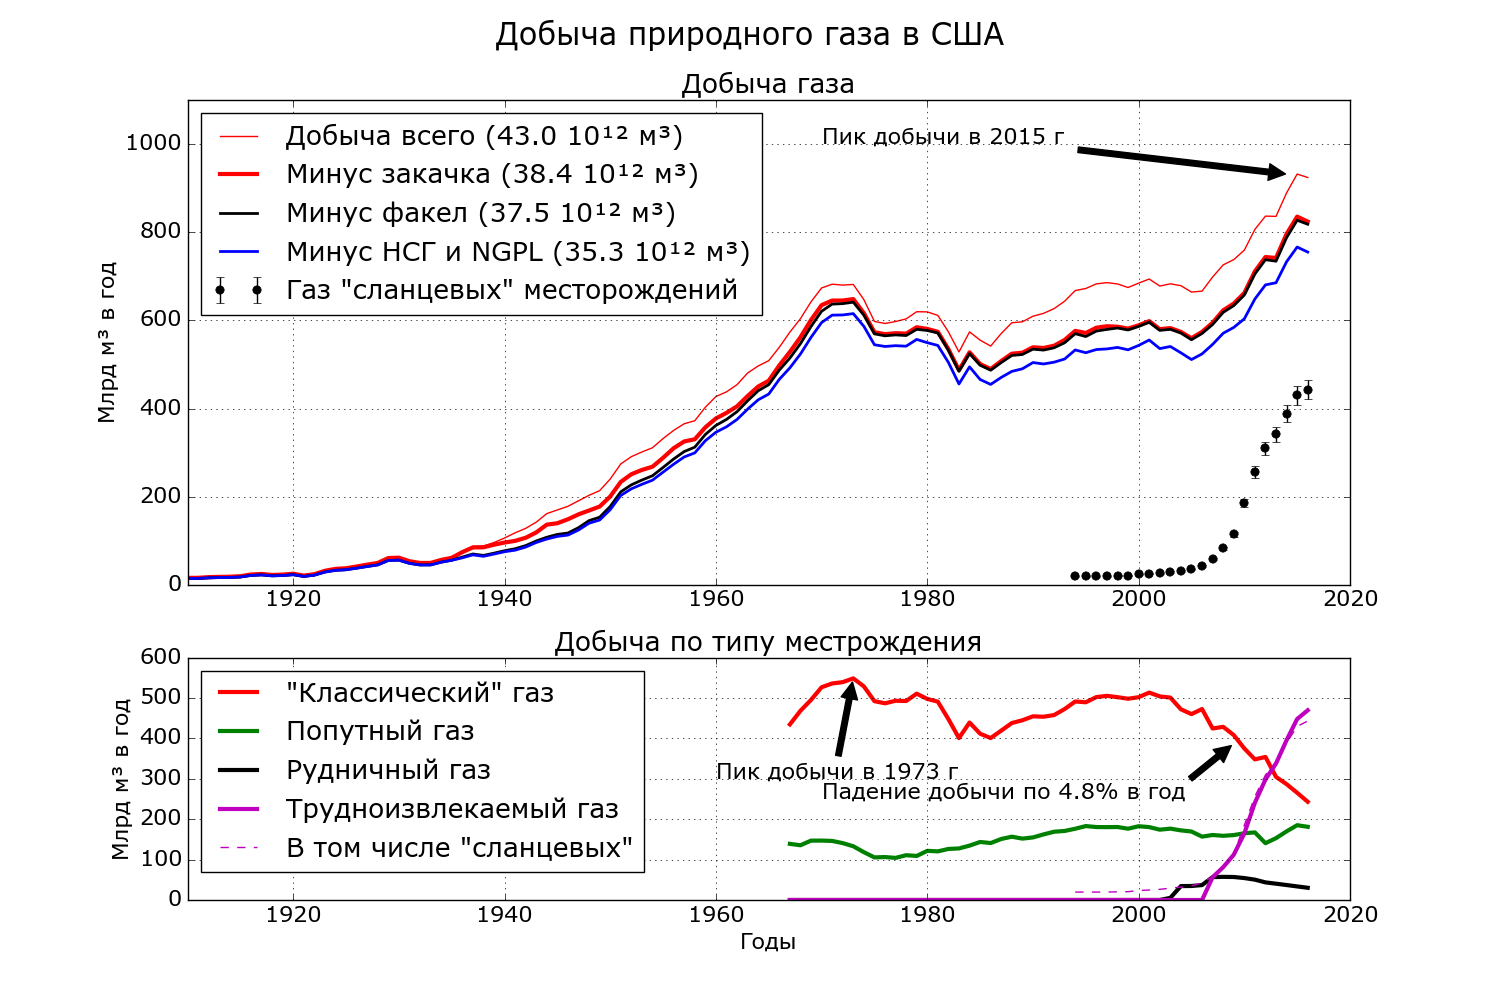 Добыча природного газа в США
Добыча газа
Млрд м³ в год
1000
800
600
400
200
0
Добыча всего (43.0 10¹² м³)
Минус закачка (38.4 10¹² м³)
Минус факел (37.5 10¹² м³)
Минус НСГ и NGPL (35.3 10¹² м³)
Газ "сланцевых" месторождений
Пик добычи в 2015 г
1920 1940 1960 1980 2000 2020
Добыча по типу местрождения
Млрд м³ в год
600
500
400
300
200
100
0
"Классический" газ
Попутный газ
Рудничный газ
Трудноизвлекаемый газ
В том числе "сланцевых"
Пик добычи в 1973 г
Падение добычи по 4.8% в год
1920 1940 1960 1980 2000 2020
Годы